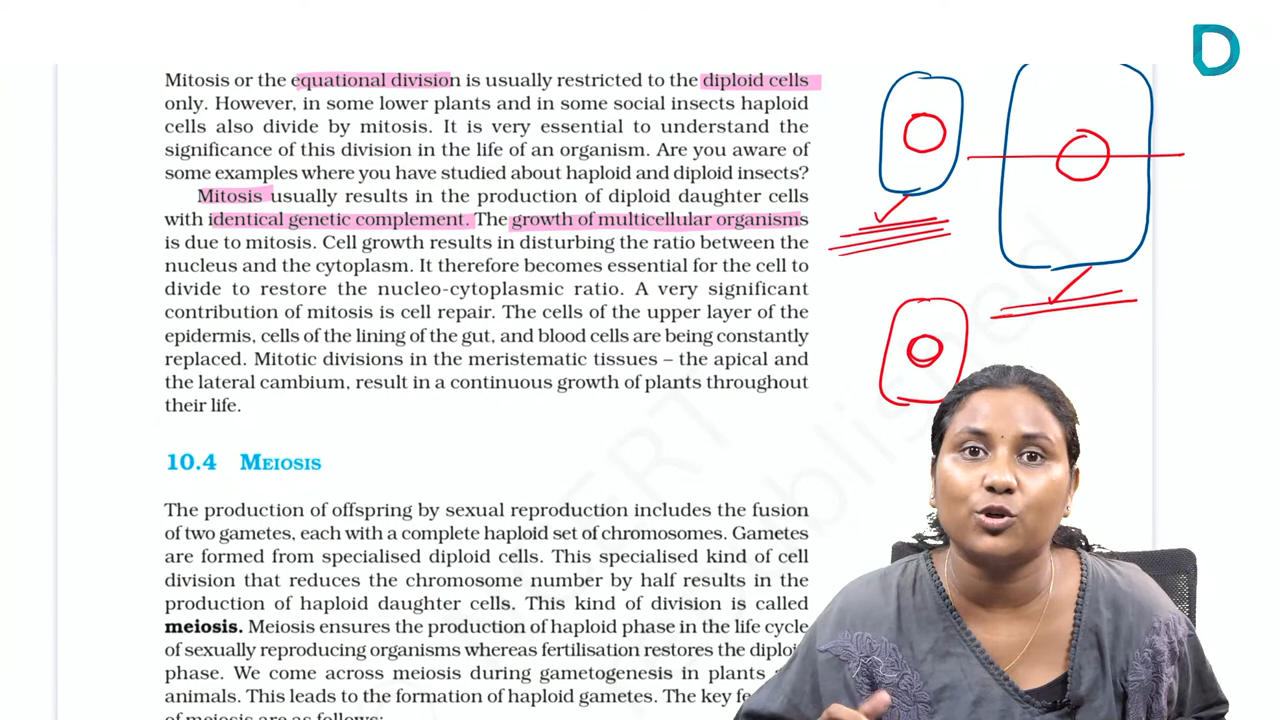 D
Mitosis or the equational division is usually restricted to the diploid cells
only. However, in some lower plants and in some social insects haploid
cells also divide by mitosis. It is very essential to understand the
significance of this division in the life of an organism. Are you aware of
some examples where you have studied about haploid and diploid insects?
Mitosis usually results in the production of diploid daughter cells
with identical genetic complement. The growth of multicellular organisms
is due to mitosis. Cell growth results in disturbing the ratio between the
nucleus and the cytoplasm. It therefore becomes essential for the cell to
divide to restore the nucleo-cytoplasmic ratio. A very significant
contribution of mitosis is cell repair. The cells of the upper layer of the
epidermis, cells of the lining of the gut, and blood cells are being constantly
replaced. Mitotic divisions in the meristematic tissues – the apical and
the lateral cambium, result in a continuous growth of plants throughout
their life.
10.4 MEIOSIS
The production of offspring by sexual reproduction includes the fusion
of two gametes, each with a complete haploid set of chromosomes. Gametes
are formed from specialised diploid cells. This specialised kind of cell
division that reduces the chromosome number by half results in the
production of haploid daughter cells. This kind of division is called
meiosis. Meiosis ensures the production of haploid phase in the life cycle
of sexually reproducing organisms whereas fertilisation restores the diploi
phase. We come across meiosis during gametogenesis in plants
animals. This leads to the formation of haploid gametes. The key
of meiosis are as follows: